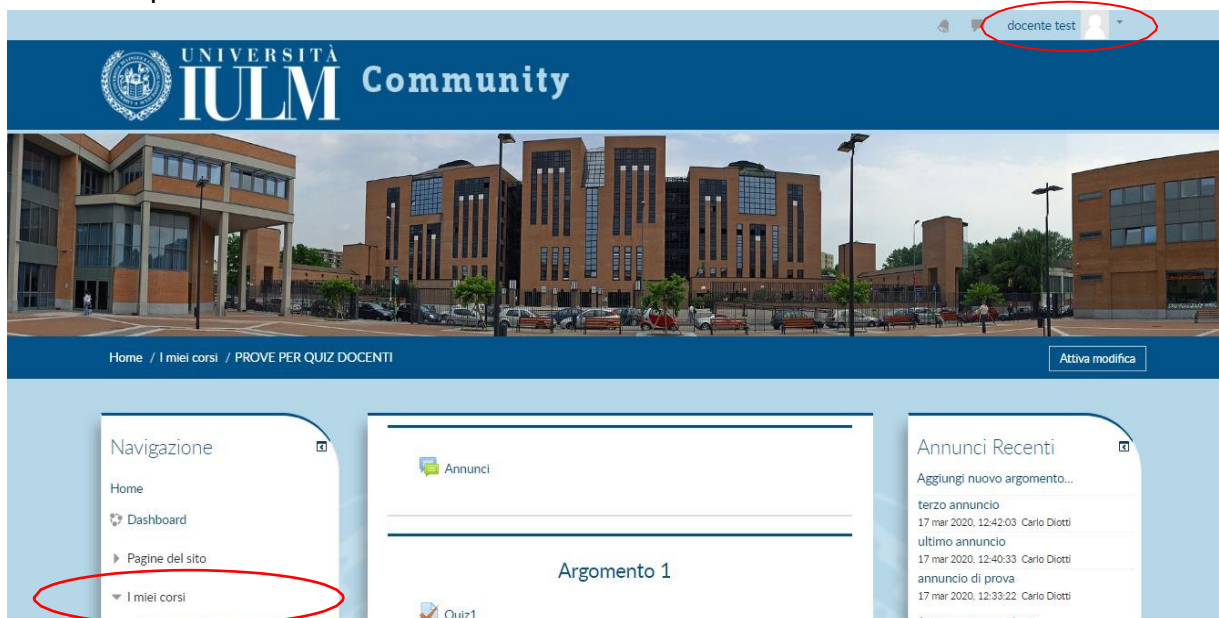 docente test
UNIVERSITÀ
IULM
Community
Home / I miei corsi / PROVE PER QUIZ DOCENTI
Attiva modifica
Navigazione
Home
Dashboard
Pagine del sito
I miei corsi
Annunci
Argomento 1
Quiz1
Annunci Recenti
Aggiungi nuovo argomento...
terzo annuncio
17 mar 2020, 12:42:03 Carlo Diotti
ultimo annuncio
17 mar 2020, 12:40:33 Carlo Diotti
annuncio di prova
17 mar 2020, 12:33:22 Carlo Diotti